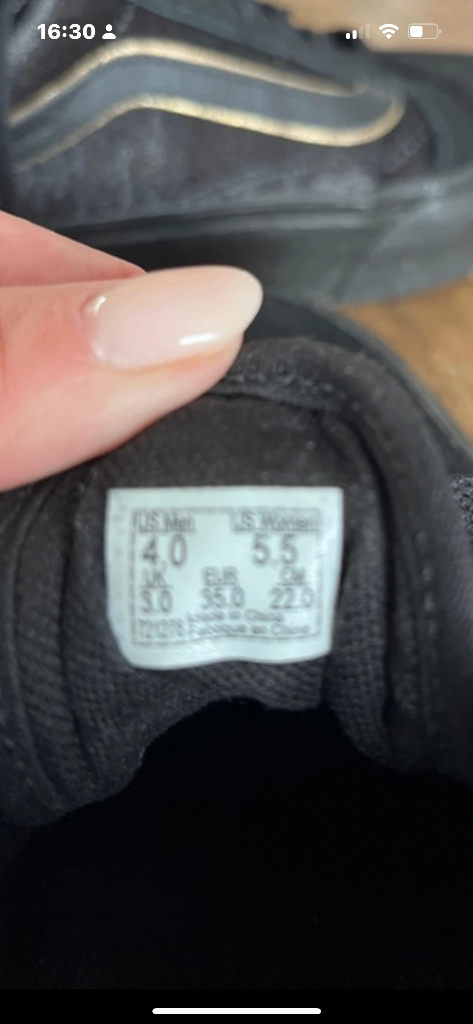 16:30
US Men US Women
4.0 5.5
UK EUR CM
3.0 35.0 22.0
Made in China
Fabriqué en Chine